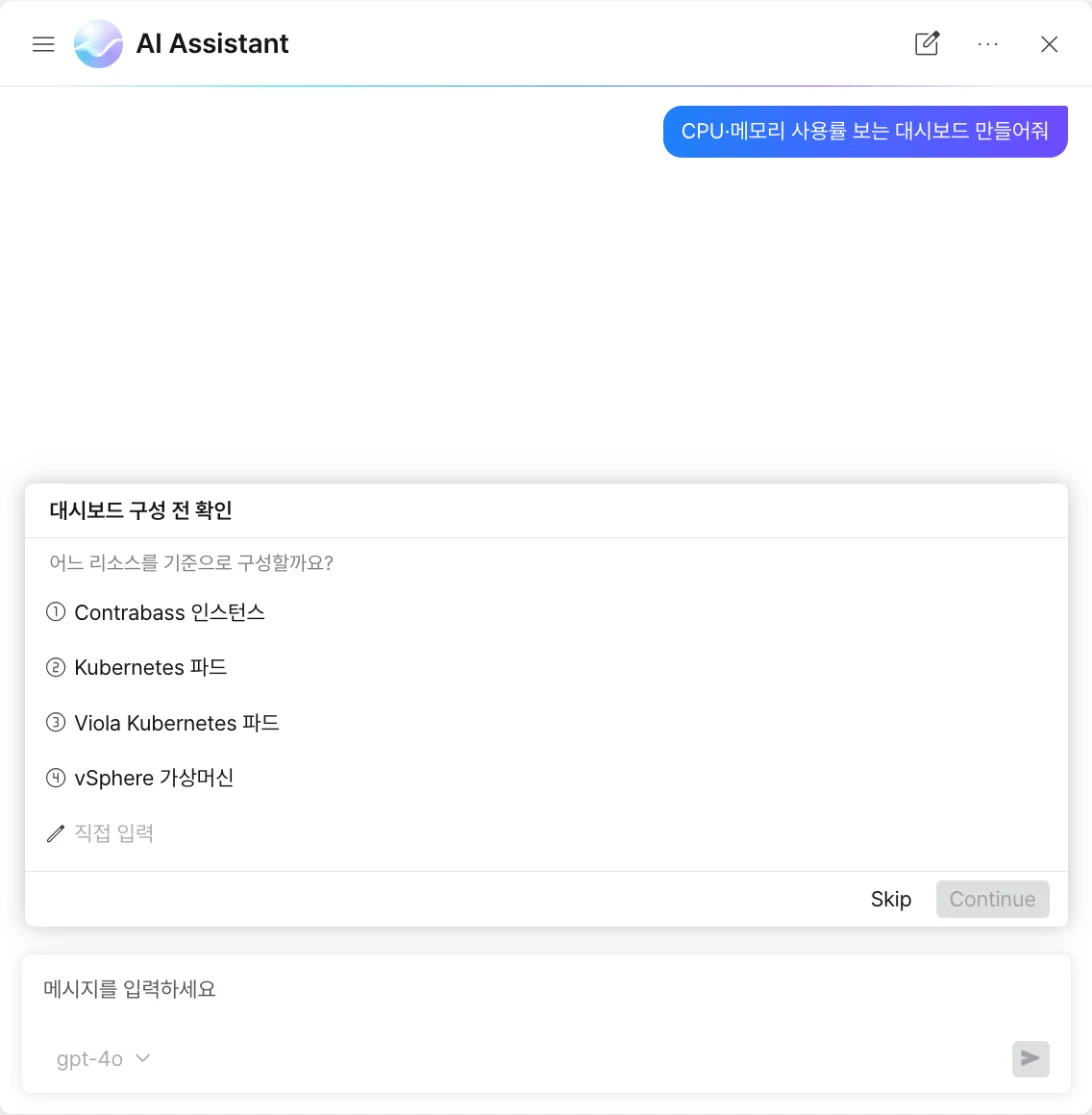 AI Assistant
CPU·메모리 사용률 보는 대시보드 만들어줘
대시보드 구성 전 확인
어느 리소스를 기준으로 구성할까요?
① Contrabass 인스턴스
② Kubernetes 파드
③ Viola Kubernetes 파드
④ vSphere 가상머신
직접 입력
Skip Continue
메시지를 입력하세요
gpt-4o